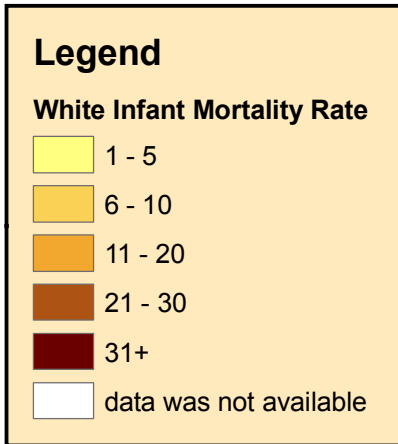 Legend
White Infant Mortality Rate
1 - 5
6 - 10
11 - 20
21 - 30
31+
data was not available